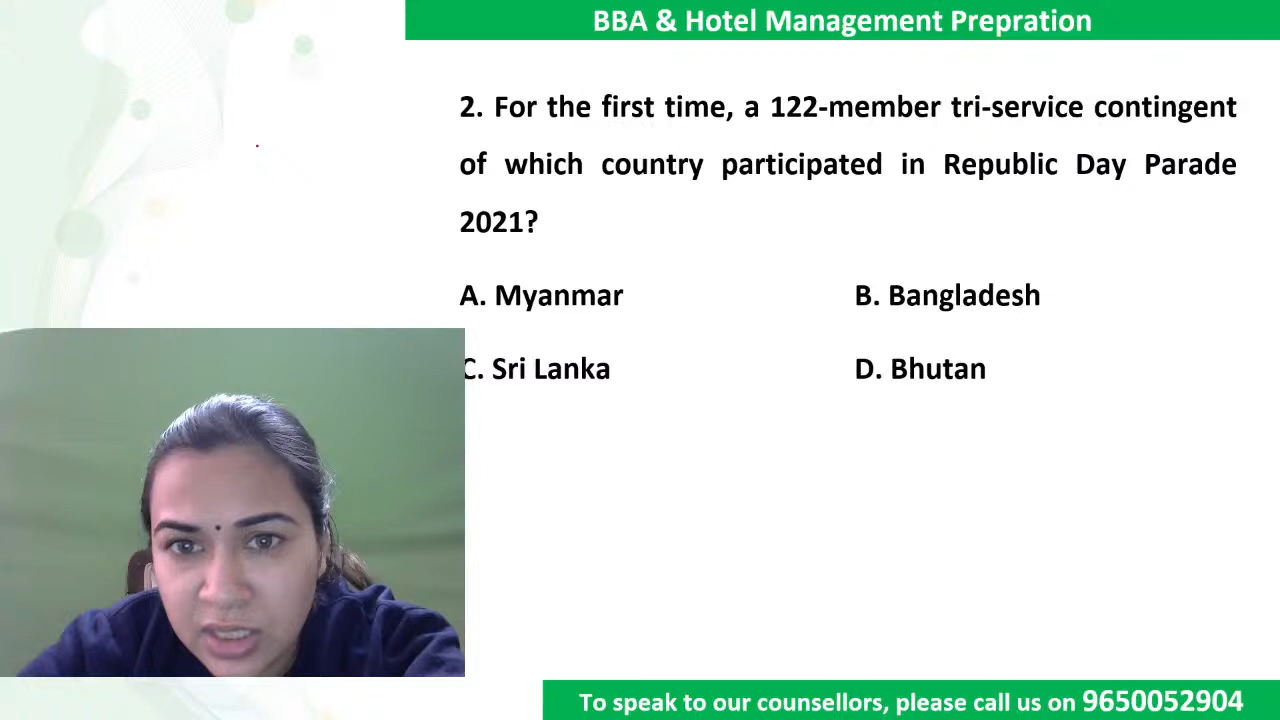 BBA & Hotel Management Prepration
2. For the first time, a 122-member tri-service contingent
of which country participated in Republic Day Parade
2021?
A. Myanmar B. Bangladesh
C. Sri Lanka D. Bhutan
To speak to our counsellors, please call us on 9650052904